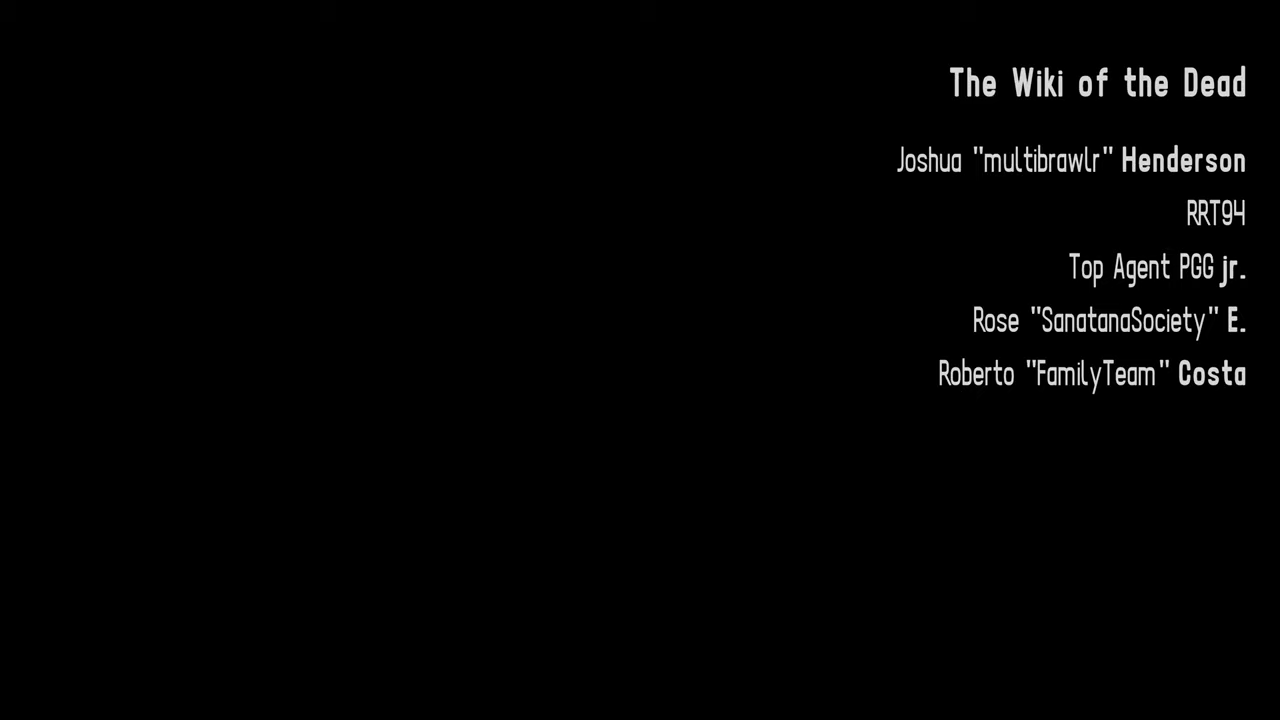 The Wiki of the Dead
Joshua "multibrawlr" Henderson
RRT94
Top Agent PGG jr.
Rose "SanatanaSociety" E.
Roberto "FamilyTeam" Costa